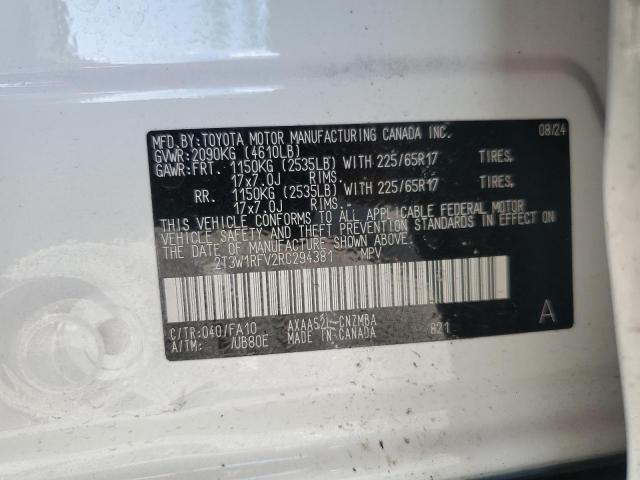 MFD.BY:TOYOTA MOTOR MANUFACTURING CANADA INC. 08/24
GVWR:2090KG (4610LB)
GAWR:FRT. 1150KG (2535LB) WITH 225/65R17 TIRES.
17x7.0J RIMS.
RR. 1150KG (2535LB) WITH 225/65R17 TIRES.
17x7.0J RIMS.
THIS VEHICLE CONFORMS TO ALL APPLICABLE FEDERAL MOTOR
VEHICLE SAFETY AND THEFT PREVENTION STANDARDS IN EFFECT ON
THE DATE OF MANUFACTURE SHOWN ABOVE.
2T3W1RFV2RC294381 MPV
C/TR:040/FA10 AXAA52L-CNZMBA 821 A
A/TM: /UB80E MADE IN CANADA